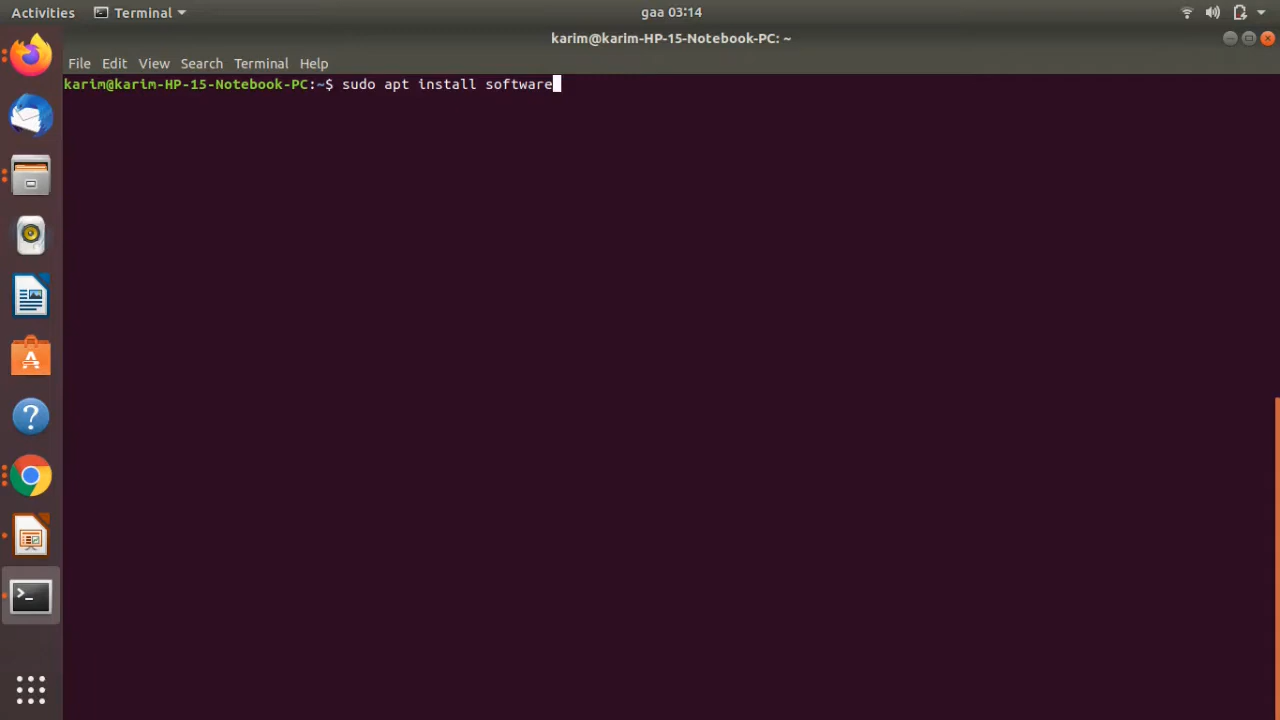 Activities Terminal gaa 03:14
karim@karim-HP-15-Notebook-PC: ~
File Edit View Search Terminal Help
karim@karim-HP-15-Notebook-PC:~$ sudo apt install software